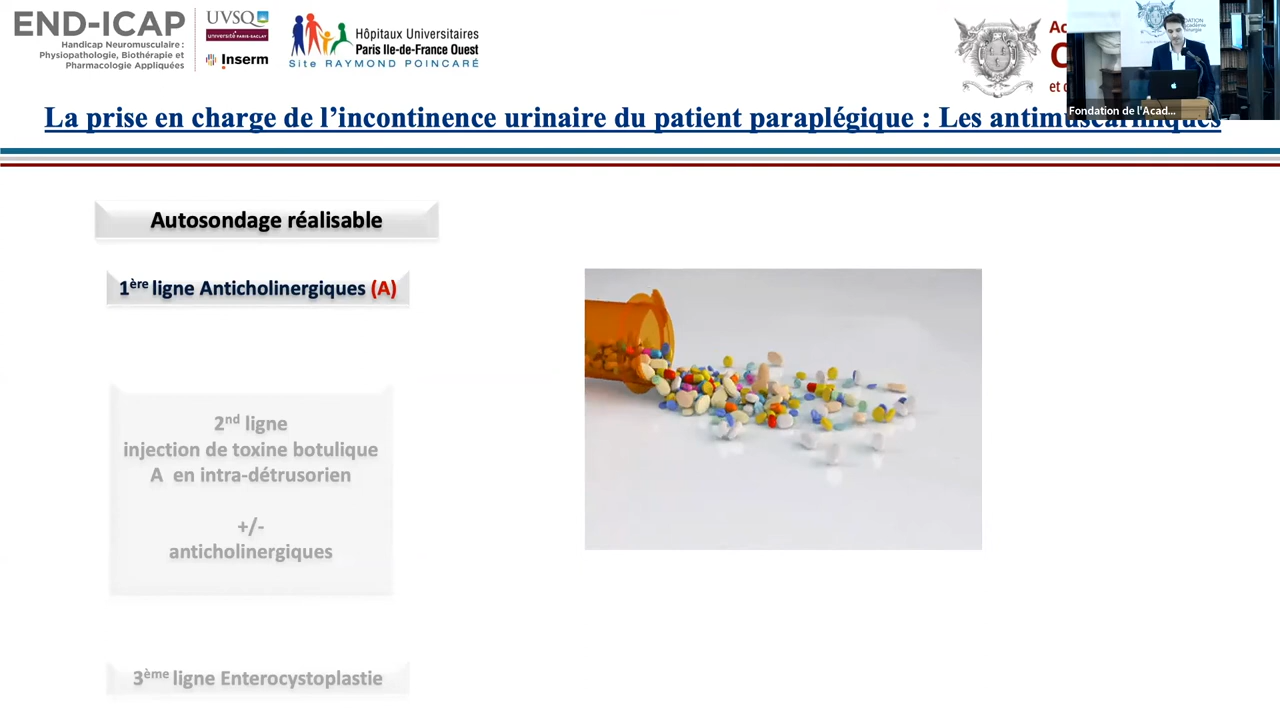 END-ICAP
Handicap Neuromusculaire :
Physiopathologie, Biothérapie et
Pharmacologie Appliquées
UVSQ
UNIVERSITÉ PARIS-SACLAY
Inserm
Hôpitaux Universitaires
Paris Ile-de-France Ouest
Site RAYMOND POINCARÉ
et d
Fondation de l'Acad...
La prise en charge de l'incontinence urinaire du patient paraplégique : Les antimuscariniques
Autosondage réalisable
1ère ligne Anticholinergiques (A)
2nd ligne
injection de toxine botulique
A en intra-détrusorien
+/-
anticholinergiques
3ème ligne Enterocystoplastie